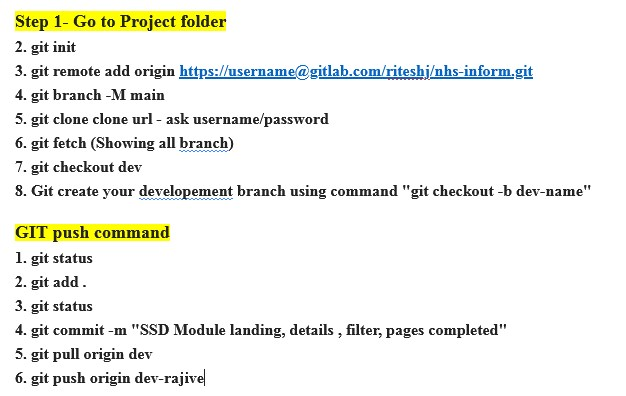 Step 1- Go to Project folder
2. git init
3. git remote add origin https://username@gitlab.com/riteshj/nhs-inform.git
4. git branch -M main
5. git clone clone url - ask username/password
6. git fetch (Showing all branch)
7. git checkout dev
8. Git create your developement branch using command "git checkout -b dev-name"
GIT push command
1. git status
2. git add .
3. git status
4. git commit -m "SSD Module landing, details , filter, pages completed"
5. git pull origin dev
6. git push origin dev-rajive